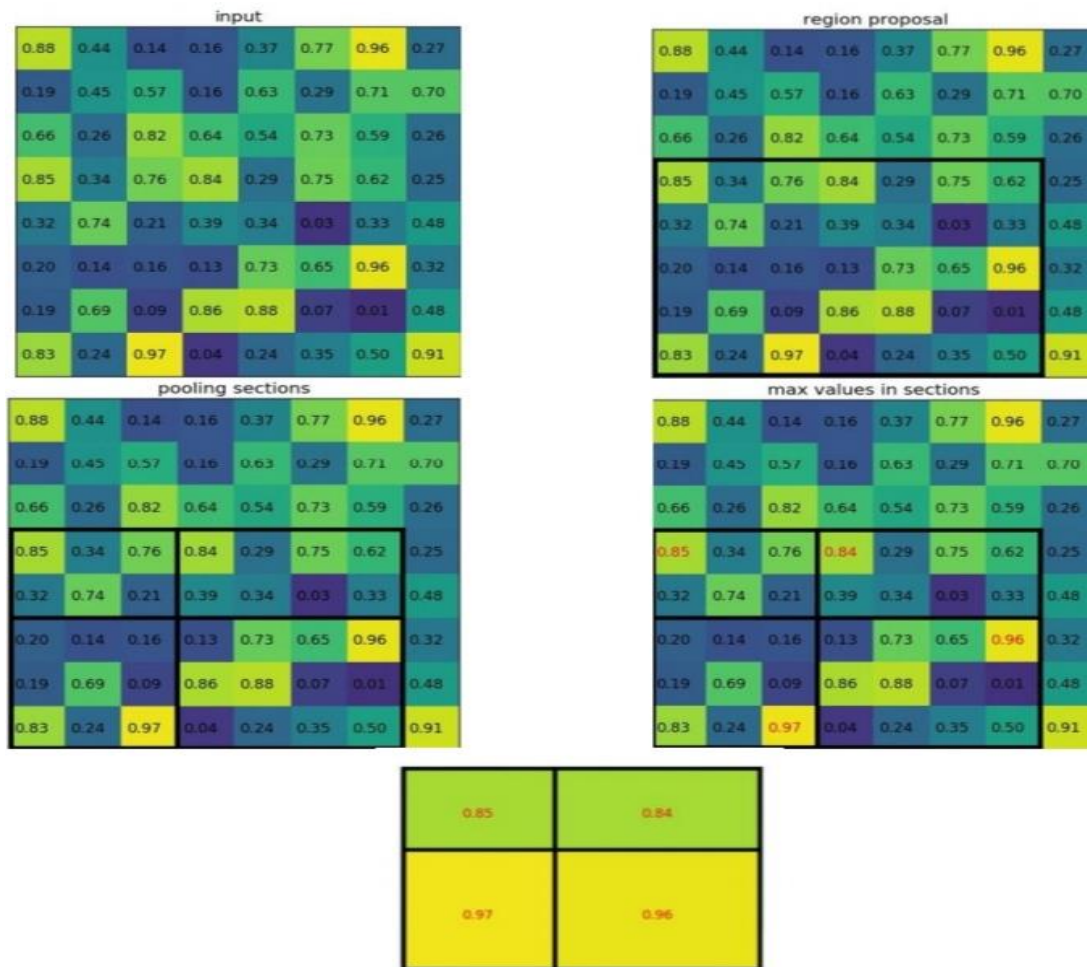 input
0.88 0.44 0.14 0.16 0.37 0.77 0.96 0.27
0.19 0.45 0.57 0.16 0.63 0.29 0.71 0.70
0.66 0.26 0.82 0.64 0.54 0.73 0.59 0.26
0.85 0.34 0.76 0.84 0.29 0.75 0.62 0.25
0.32 0.74 0.21 0.39 0.34 0.03 0.33 0.48
0.20 0.14 0.16 0.13 0.73 0.65 0.96 0.32
0.19 0.69 0.09 0.86 0.88 0.07 0.01 0.48
0.83 0.24 0.97 0.04 0.24 0.35 0.50 0.91
region proposal
0.88 0.44 0.14 0.16 0.37 0.77 0.96 0.27
0.19 0.45 0.57 0.16 0.63 0.29 0.71 0.70
0.66 0.26 0.82 0.64 0.54 0.73 0.59 0.26
0.85 0.34 0.76 0.84 0.29 0.75 0.62 0.25
0.32 0.74 0.21 0.39 0.34 0.03 0.33 0.48
0.20 0.14 0.16 0.13 0.73 0.65 0.96 0.32
0.19 0.69 0.09 0.86 0.88 0.07 0.01 0.48
0.83 0.24 0.97 0.04 0.24 0.35 0.50 0.91
pooling sections
0.88 0.44 0.14 0.16 0.37 0.77 0.96 0.27
0.19 0.45 0.57 0.16 0.63 0.29 0.71 0.70
0.66 0.26 0.82 0.64 0.54 0.73 0.59 0.26
0.85 0.34 0.76 0.84 0.29 0.75 0.62 0.25
0.32 0.74 0.21 0.39 0.34 0.03 0.33 0.48
0.20 0.14 0.16 0.13 0.73 0.65 0.96 0.32
0.19 0.69 0.09 0.86 0.88 0.07 0.01 0.48
0.83 0.24 0.97 0.04 0.24 0.35 0.50 0.91
max values in sections
0.88 0.44 0.14 0.16 0.37 0.77 0.96 0.27
0.19 0.45 0.57 0.16 0.63 0.29 0.71 0.70
0.66 0.26 0.82 0.64 0.54 0.73 0.59 0.26
0.85 0.34 0.76 0.84 0.29 0.75 0.62 0.25
0.32 0.74 0.21 0.39 0.34 0.03 0.33 0.48
0.20 0.14 0.16 0.13 0.73 0.65 0.96 0.32
0.19 0.69 0.09 0.86 0.88 0.07 0.01 0.48
0.83 0.24 0.97 0.04 0.24 0.35 0.50 0.91
0.85 0.84
0.97 0.96